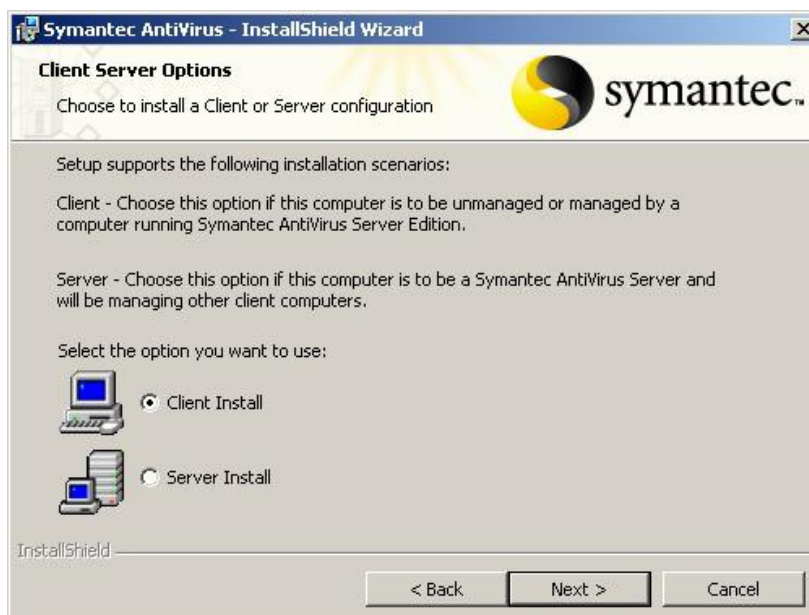 Symantec AntiVirus - InstallShield Wizard
Client Server Options
Choose to install a Client or Server configuration
symantec™
Setup supports the following installation scenarios:
Client - Choose this option if this computer is to be unmanaged or managed by a
computer running Symantec AntiVirus Server Edition.
Server - Choose this option if this computer is to be a Symantec AntiVirus Server and
will be managing other client computers.
Select the option you want to use:
Client Install
Server Install
InstallShield
< Back
Next >
Cancel